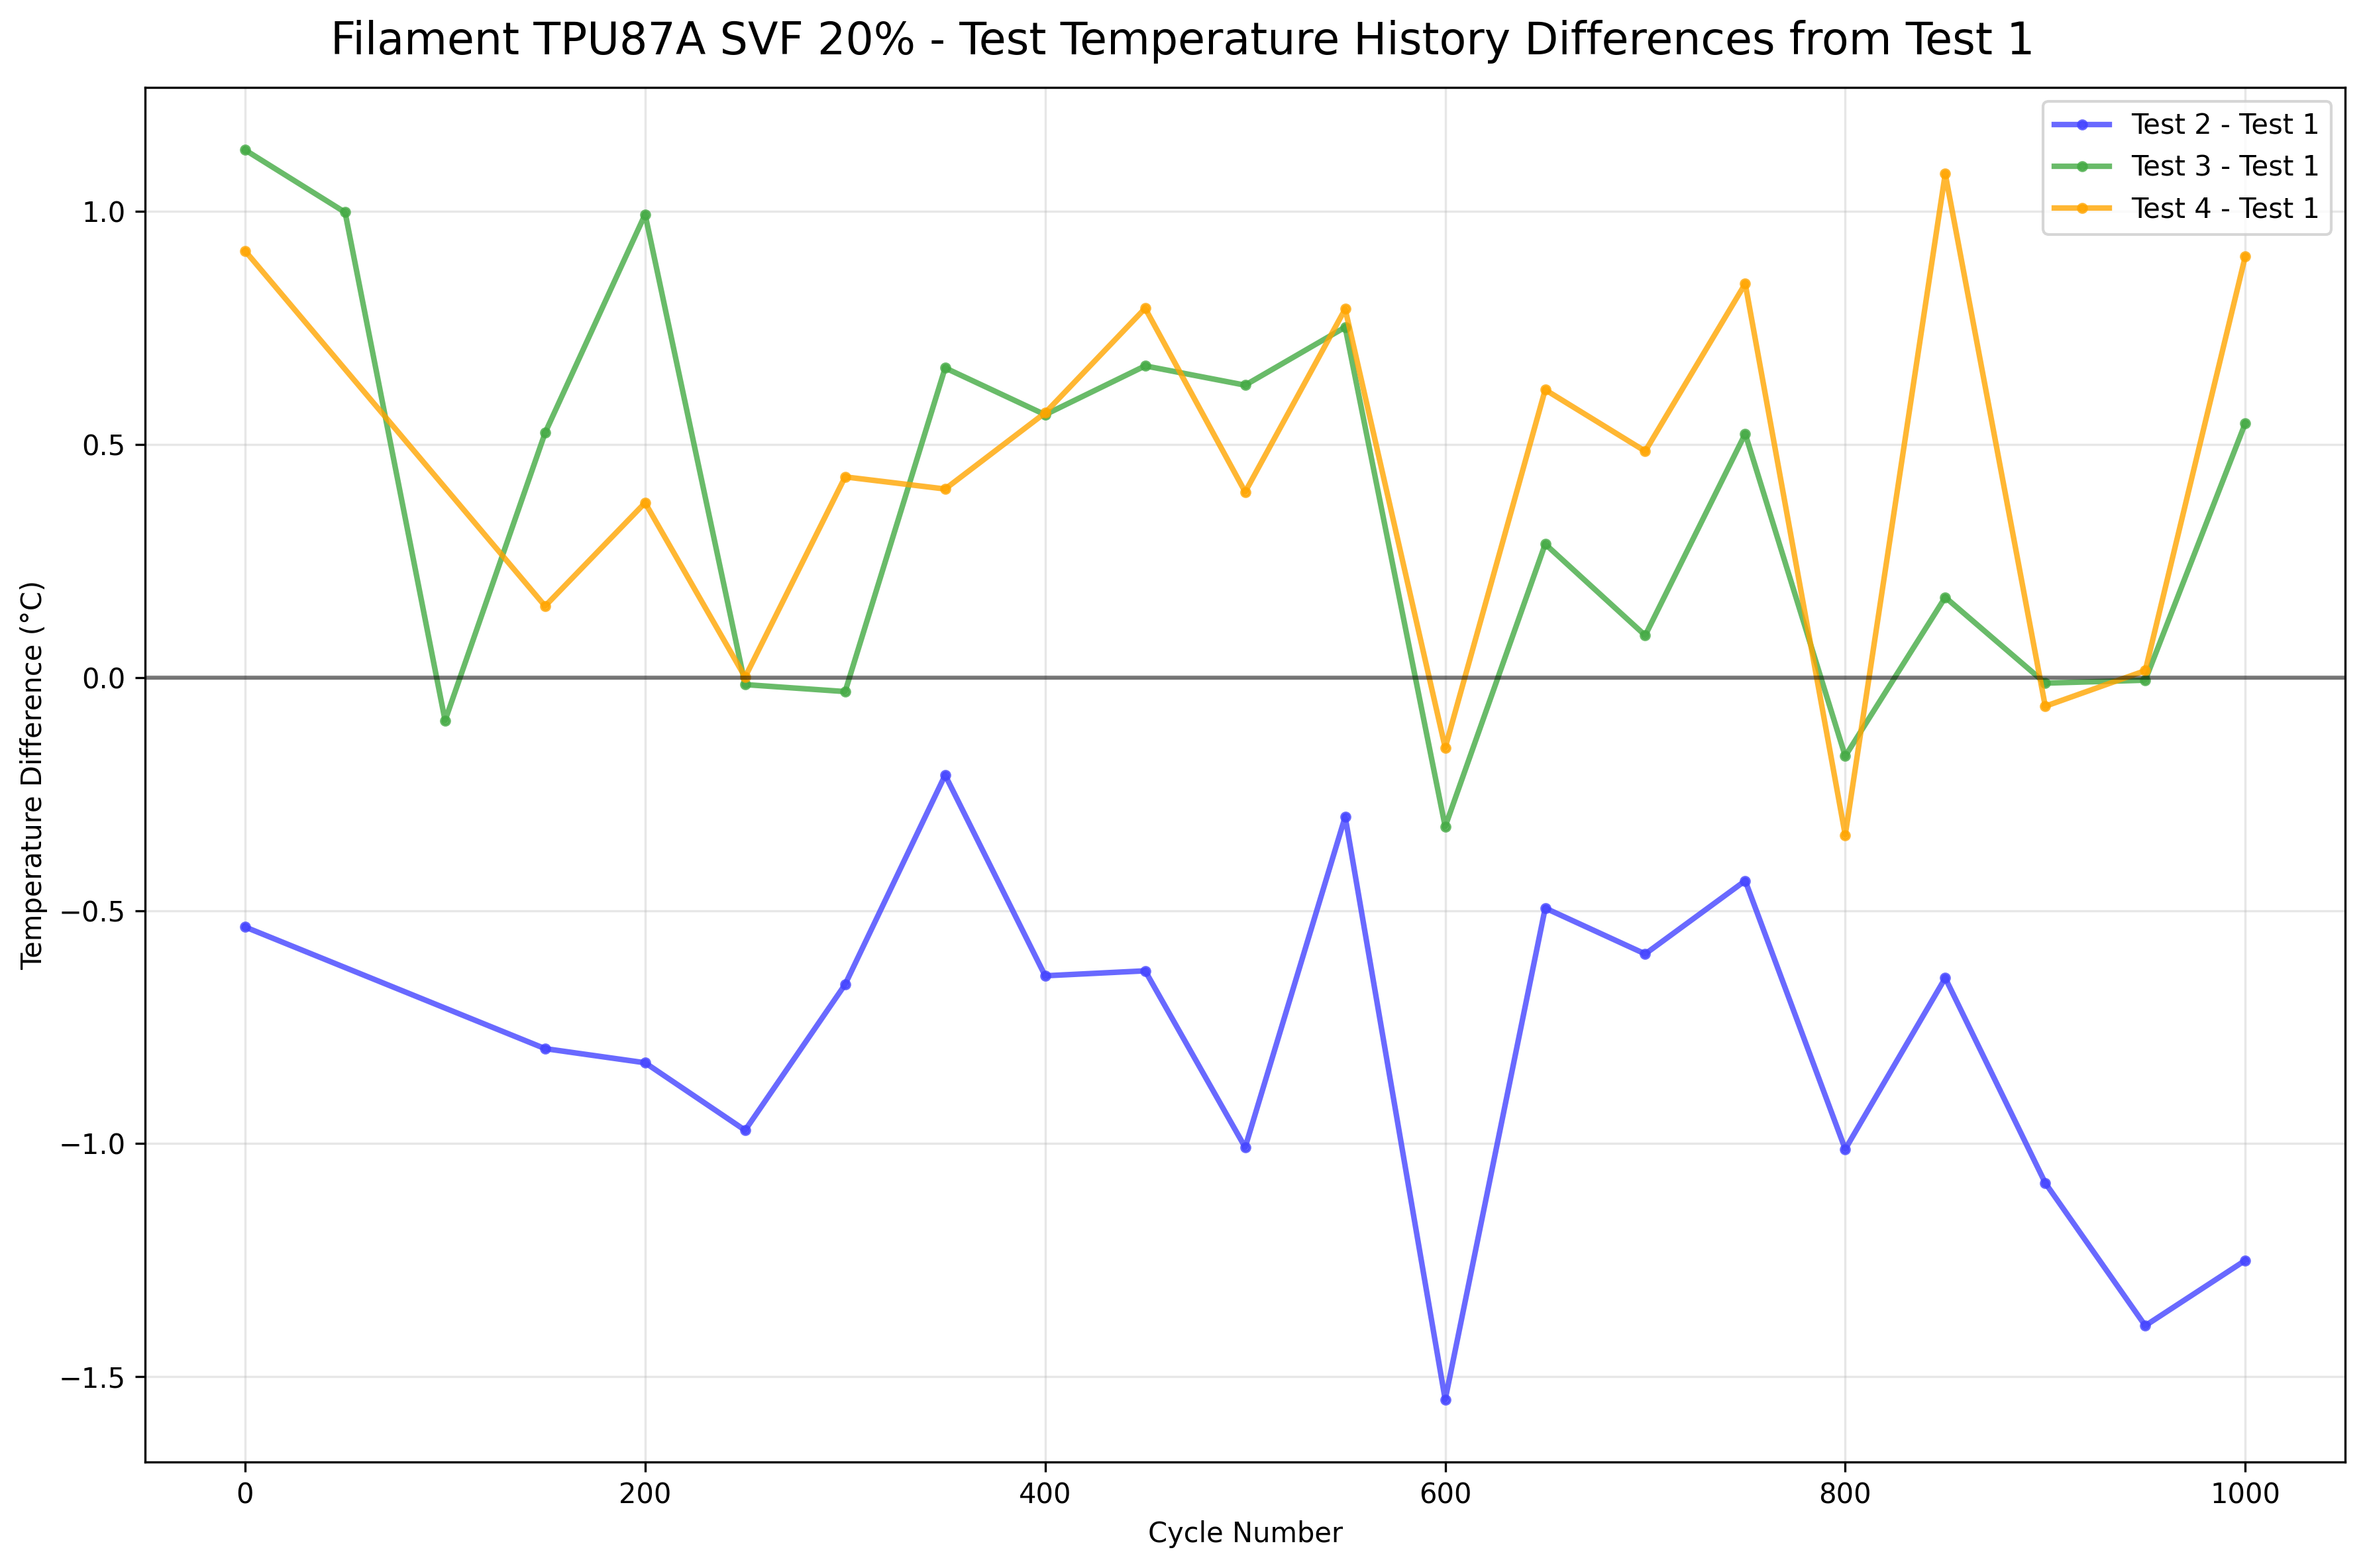 Filament TPU87A SVF 20% - Test Temperature History Differences from Test 1
Test 2 - Test 1
Test 3 - Test 1
Test 4 - Test 1
Temperature Difference (°C)
1.0
0.5
0.0
−0.5
−1.0
−1.5
0
200
400
600
800
1000
Cycle Number